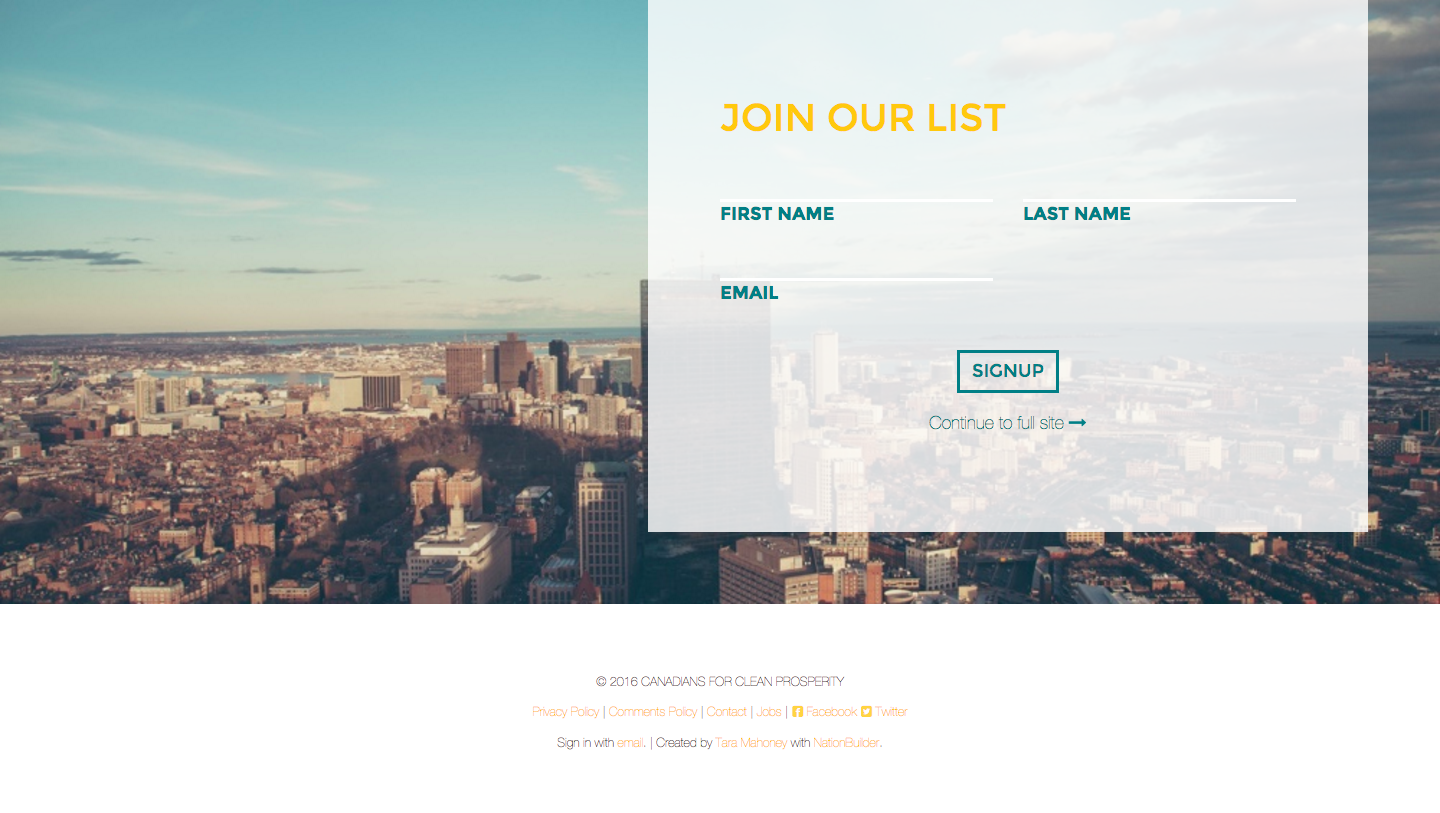 JOIN OUR LIST
FIRST NAME LAST NAME
EMAIL
SIGNUP
Continue to full site
© 2016 CANADIANS FOR CLEAN PROSPERITY
Privacy Policy | Comments Policy | Contact | Jobs | Facebook Twitter
Sign in with email. | Created by Tara Mahoney with NationBuilder.